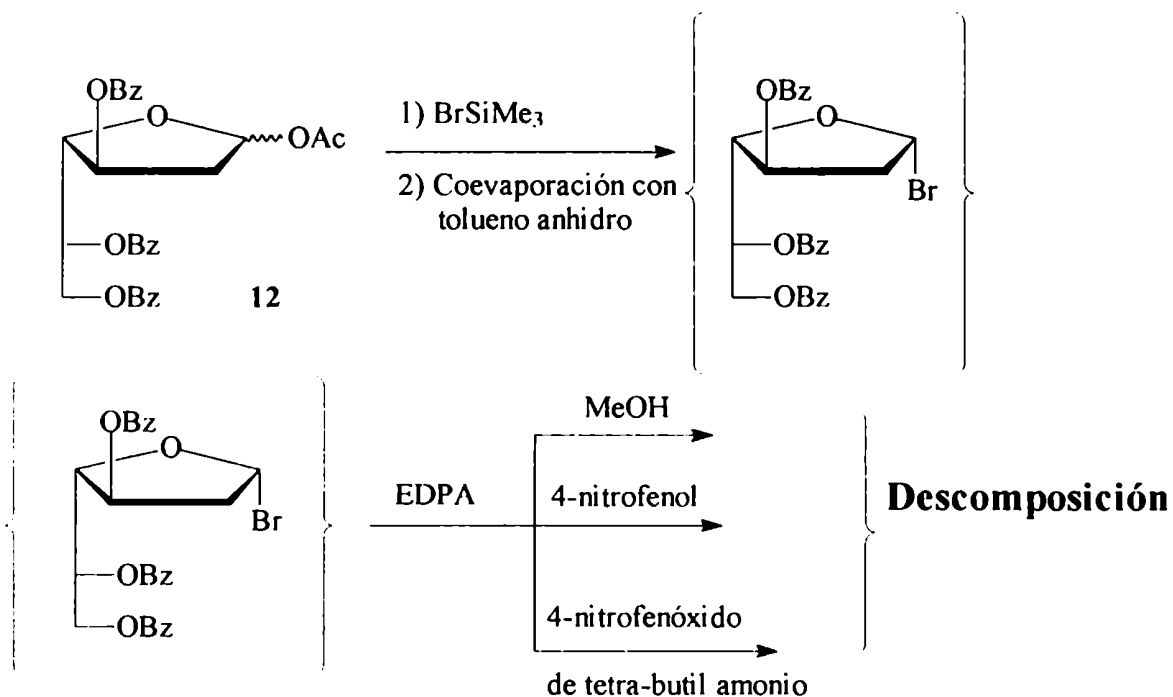 OBz
O
OAc
OBz
OBz
12
1) BrSiMe3
2) Coevaporación con
tolueno anhidro
OBz
O
Br
OBz
OBz
OBz
O
Br
OBz
OBz
EDPA
MeOH
4-nitrofenol
4-nitrofenóxido
de tetra-butil amonio
Descomposición